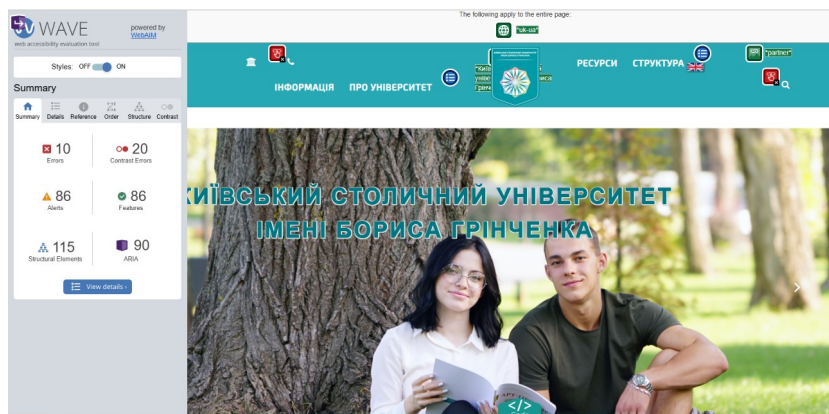 WAVE
powered by
WebAIM
web accessibility evaluation tool
Styles: OFF ON
Summary
Summary Details Reference Order Structure Contrast
10
Errors
20
Contrast Errors
86
Alerts
86
Features
115
Structural Elements
90
ARIA
View details ›
The following apply to the entire page:
"uk-ua"
"partner"
ІНФОРМАЦІЯ ПРО УНІВЕРСИТЕТ
РЕСУРСИ СТРУКТУРА
КИЇВСЬКИЙ СТОЛИЧНИЙ УНІВЕРСИТЕТ
ІМЕНІ БОРИСА ГРІНЧЕНКА
</>